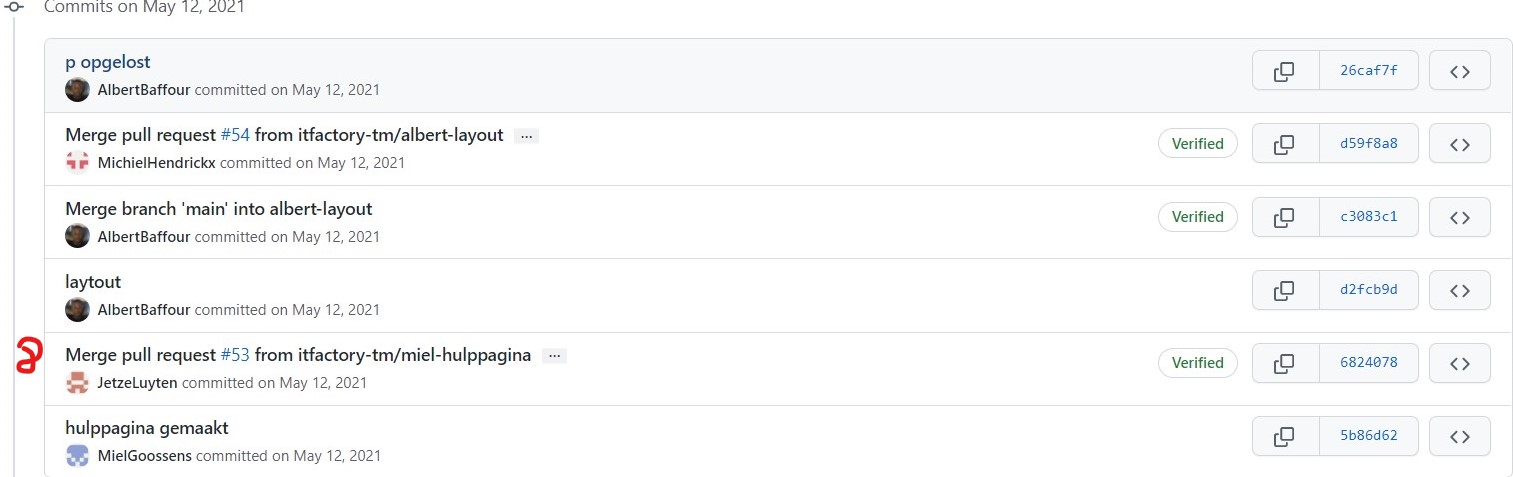 Commits on May 12, 2021
p opgelost
AlbertBaffour committed on May 12, 2021
26caf7f
Merge pull request #54 from itfactory-tm/albert-layout ...
MichielHendrickx committed on May 12, 2021
Verified
d59f8a8
Merge branch 'main' into albert-layout
AlbertBaffour committed on May 12, 2021
Verified
c3083c1
laytout
AlbertBaffour committed on May 12, 2021
d2fcb9d
Merge pull request #53 from itfactory-tm/miel-hulppagina ...
JetzeLuyten committed on May 12, 2021
Verified
6824078
hulppagina gemaakt
MielGoossens committed on May 12, 2021
5b86d62